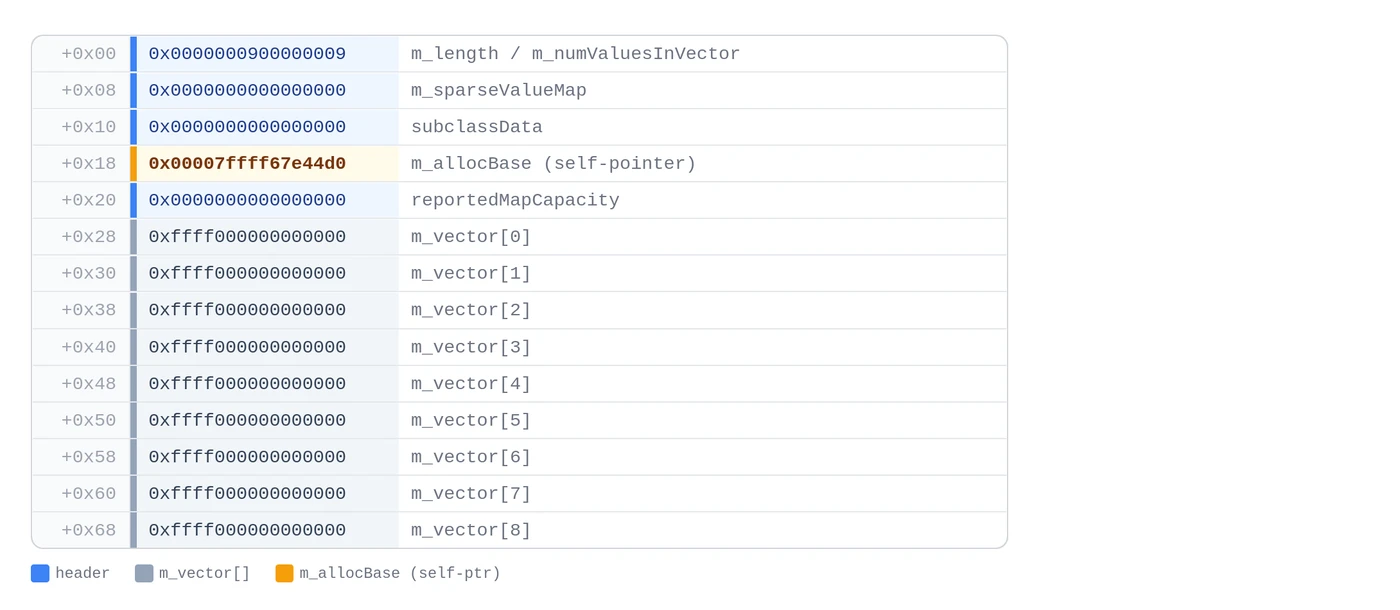 +0x00 0x0000000900000009 m_length / m_numValuesInVector
+0x08 0x0000000000000000 m_sparseValueMap
+0x10 0x0000000000000000 subclassData
+0x18 0x00007ffff67e44d0 m_allocBase (self-pointer)
+0x20 0x0000000000000000 reportedMapCapacity
+0x28 0xffff000000000000 m_vector[0]
+0x30 0xffff000000000000 m_vector[1]
+0x38 0xffff000000000000 m_vector[2]
+0x40 0xffff000000000000 m_vector[3]
+0x48 0xffff000000000000 m_vector[4]
+0x50 0xffff000000000000 m_vector[5]
+0x58 0xffff000000000000 m_vector[6]
+0x60 0xffff000000000000 m_vector[7]
+0x68 0xffff000000000000 m_vector[8]
header m_vector[] m_allocBase (self-ptr)